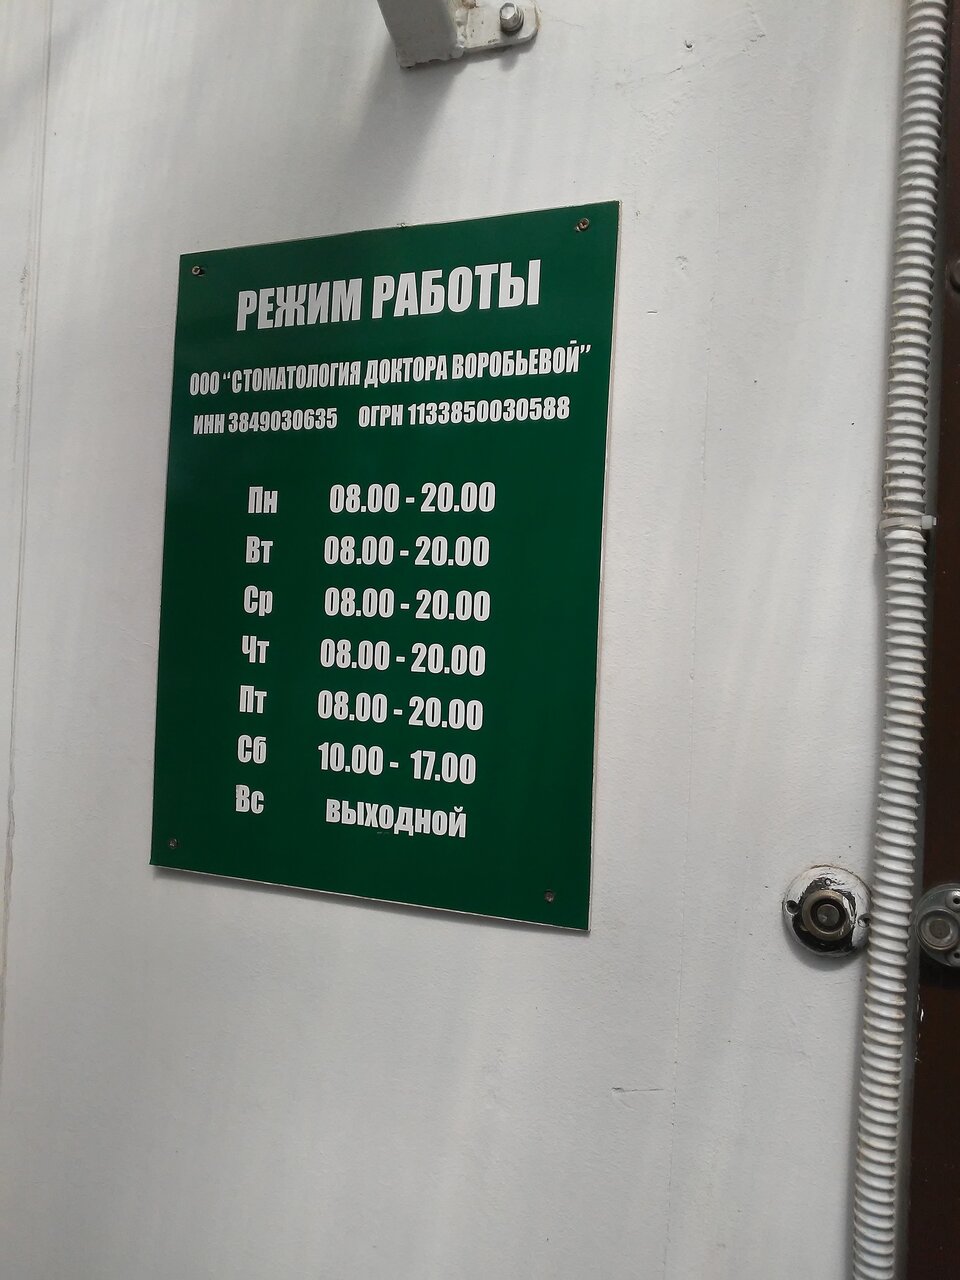 РЕЖИМ РАБОТЫ
ООО “СТОМАТОЛОГИЯ ДОКТОРА ВОРОБЬЕВОЙ”
ИНН 3849030635 ОГРН 1133850030588
Пн 08.00 - 20.00
Вт 08.00 - 20.00
Ср 08.00 - 20.00
Чт 08.00 - 20.00
Пт 08.00 - 20.00
Сб 10.00 - 17.00
Вс выходной